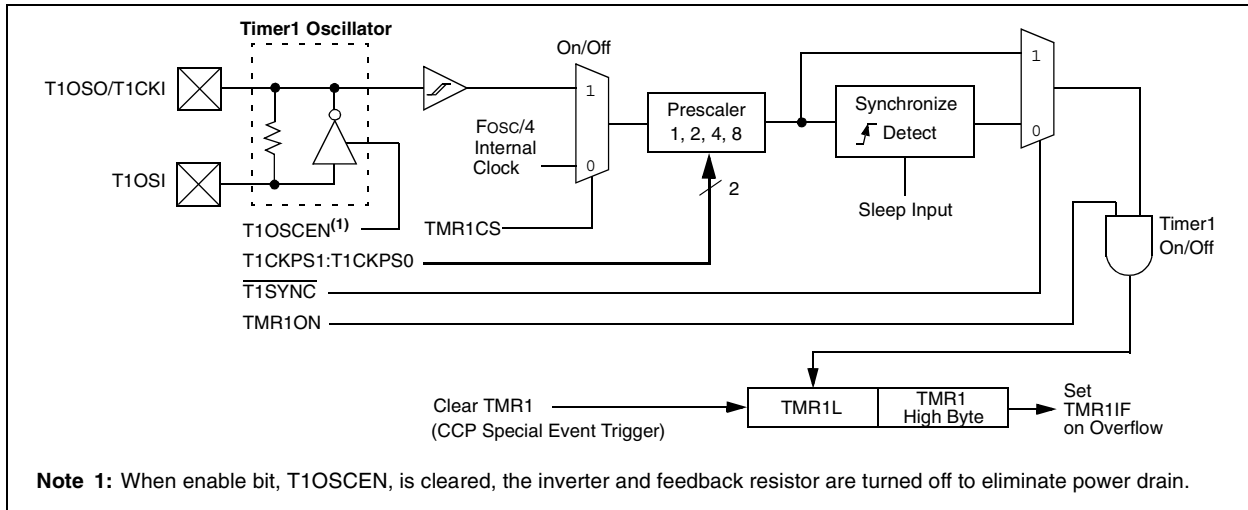 Timer1 Oscillator
On/Off
T1OSO/T1CKI
1
FOSC/4
Internal
Clock
0
Prescaler
1, 2, 4, 8
2
Synchronize
Detect
Sleep Input
1
0
T1OSI
T1OSCEN(1)
TMR1CS
T1CKPS1:T1CKPS0
T1SYNC
TMR1ON
Timer1
On/Off
Clear TMR1
(CCP Special Event Trigger)
TMR1L
TMR1
High Byte
Set
TMR1IF
on Overflow
Note 1: When enable bit, T1OSCEN, is cleared, the inverter and feedback resistor are turned off to eliminate power drain.